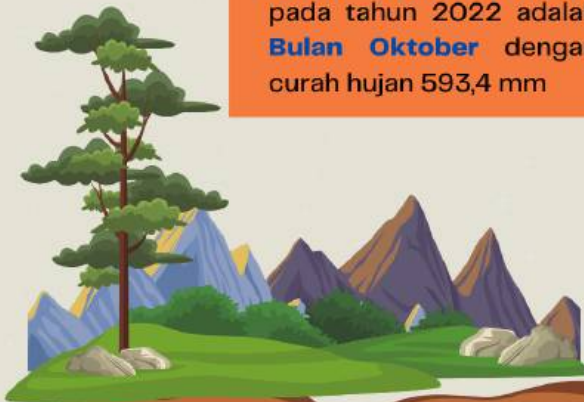 pada tahun 2022 adala
Bulan Oktober denga
curah hujan 593,4 mm